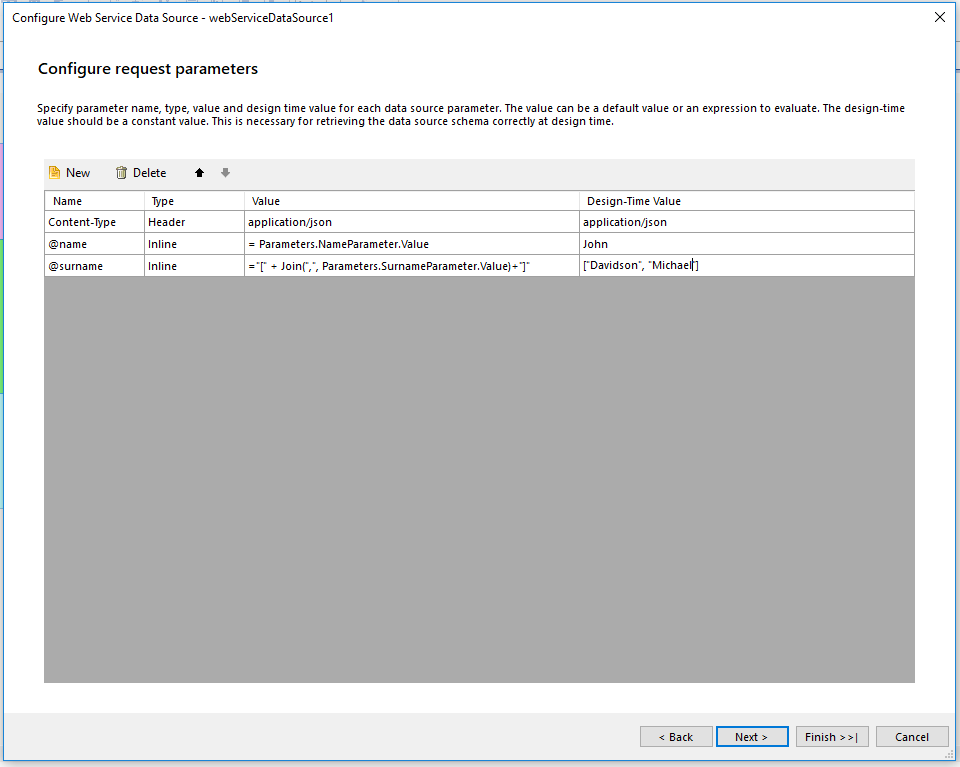 Configure Web Service Data Source - webServiceDataSource1
Configure request parameters
Specify parameter name, type, value and design time value for each data source parameter. The value can be a default value or an expression to evaluate. The design-time
value should be a constant value. This is necessary for retrieving the data source schema correctly at design time.
New Delete
Name Type Value Design-Time Value
Content-Type Header application/json application/json
@name Inline = Parameters.NameParameter.Value John
@surname Inline ="[" + Join(",", Parameters.SurnameParameter.Value)+"]" ["Davidson", "Michael"]
< Back Next > Finish >>| Cancel